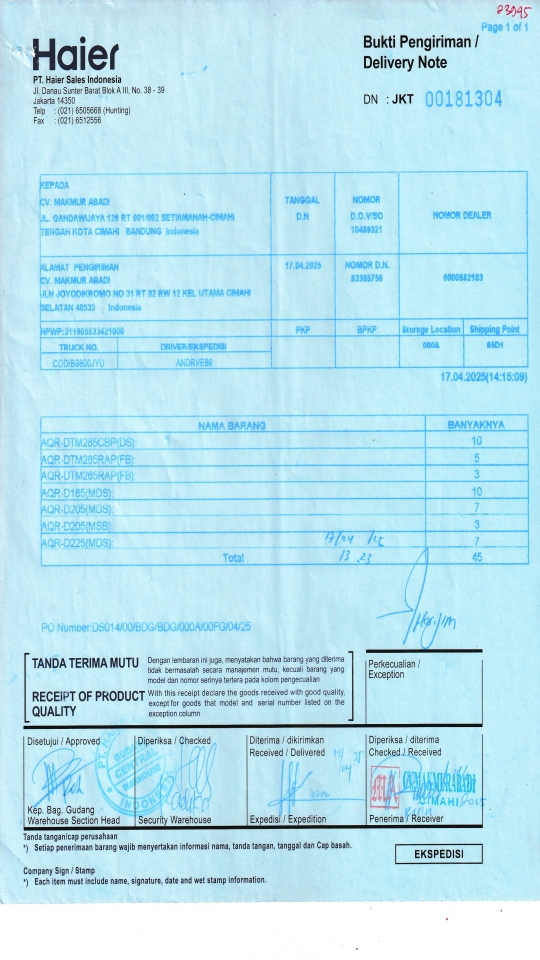 23095
Page 1 of 1
Haier
Bukti Pengiriman /
Delivery Note
PT. Haier Sales Indonesia
Jl. Danau Sunter Barat Blok A III, No. 38 - 39
Jakarta 14350
Telp : (021) 6505668 (Hunting)
Fax : (021) 6512556
DN : JKT 00181304
KEPADA
CV. MAKMUR ABADI
JL. GANDAWIJAYA 126 RT 001/002 SETIAMANAH-CIMAHI
TENGAH KOTA CIMAHI BANDUNG Indonesia
TANGGAL
D.N
NOMOR
D.O.V/SO
10489321
NOMOR DEALER
ALAMAT PENGIRIMAN
CV. MAKMUR ABADI
JLN JOYODIKROMO NO 31 RT 02 RW 12 KEL UTAMA CIMAHI
SELATAN 40533 Indonesia
17.04.2025
NOMOR D.N.
83395756
0000582183
NPWP:311905533421000
PKP
BPKP
Storege Location
Shipping Point
TRUCK NO.
DRIVER/EKSPEDISI
000A
05D1
CDD/B9800JYU
ANDRI/EBB
17.04.2025(14:15:09)
NAMA BARANG BANYAKNYA
AQR-DTM285CBP(DS): 10
AQR-DTM285RAP(FB): 5
AQR-DTM265RAP(FB): 3
AQR-D185(MDS): 10
AQR-D205(MDS): 7
AQR-D205(MSB): 3
AQR-D225(MDS): 7
17/04 /25
Total 45
13 23
PO Number:DS014/00/BDG/BDG/000A/00FG/04/25
TANDA TERIMA MUTU
Dengan lembaran ini juga, menyatakan bahwa barang yang diterima
tidak bermasalah secara manajemen mutu, kecuali barang yang
model dan nomor serinya tertera pada kolom pengecualian
RECEIPT OF PRODUCT
QUALITY
With this receipt declare the goods received with good quality,
except for goods that model and serial number listed on the
exception column
Perkecualian /
Exception
Disetujui / Approved
Diperiksa / Checked
Diterima / dikirimkan
Received / Delivered
Diperiksa / diterima
Checked / Received
CIMAHI
Kep. Bag. Gudang
Warehouse Section Head
Security Warehouse
Expedisi / Expedition
Penerima / Receiver
Tanda tangan/cap perusahaan
*) Setiap penerimaan barang wajib menyertakan informasi nama, tanda tangan, tanggal dan Cap basah.
EKSPEDISI
Company Sign / Stamp
*) Each item must include name, signature, date and wet stamp information.